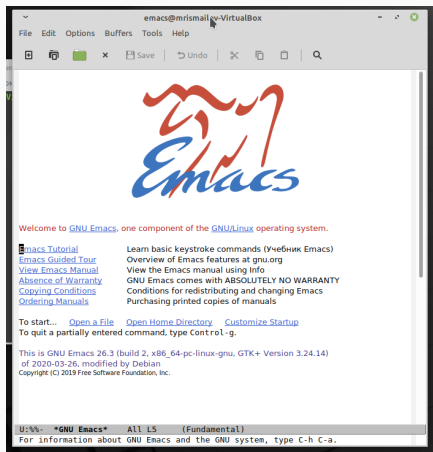 emacs@mrismailey-VirtualBox
File Edit Options Buffers Tools Help
Save Undo
Emacs
Welcome to GNU Emacs, one component of the GNU/Linux operating system.
Emacs Tutorial Learn basic keystroke commands (Учебник Emacs)
Emacs Guided Tour Overview of Emacs features at gnu.org
View Emacs Manual View the Emacs manual using Info
Absence of Warranty GNU Emacs comes with ABSOLUTELY NO WARRANTY
Copying Conditions Conditions for redistributing and changing Emacs
Ordering Manuals Purchasing printed copies of manuals
To start... Open a File Open Home Directory Customize Startup
To quit a partially entered command, type Control-g.
This is GNU Emacs 26.3 (build 2, x86_64-pc-linux-gnu, GTK+ Version 3.24.14)
of 2020-03-26, modified by Debian
Copyright (C) 2019 Free Software Foundation, Inc.
U:%%- *GNU Emacs* All L5 (Fundamental)
For information about GNU Emacs and the GNU system, type C-h C-a.